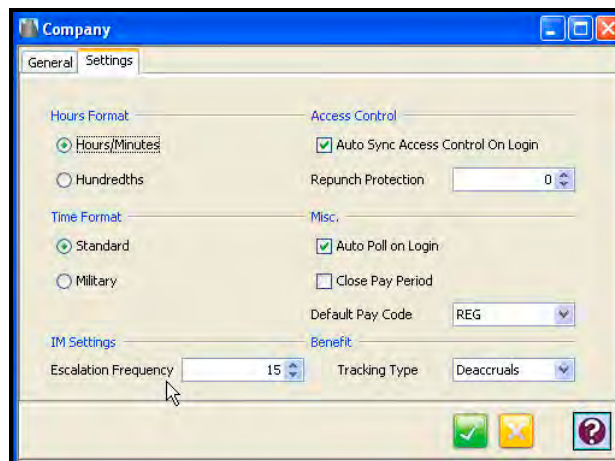 Company
General Settings
Hours Format
Hours/Minutes
Hundredths
Time Format
Standard
Military
IM Settings
Escalation Frequency 15
Access Control
Auto Sync Access Control On Login
Repunch Protection 0
Misc.
Auto Poll on Login
Close Pay Period
Default Pay Code REG
Benefit
Tracking Type Deaccruals
?